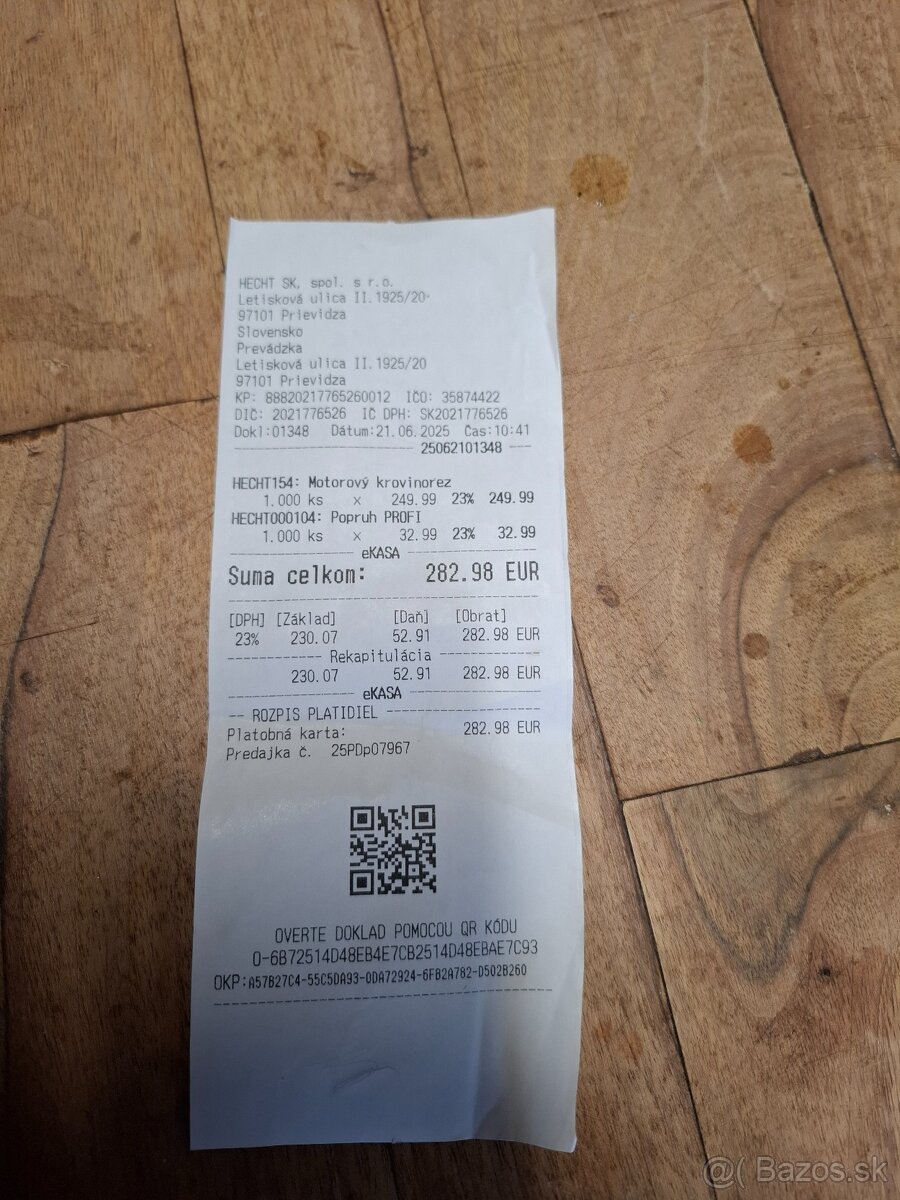 HECHT SK, spol. s r.o.
Letisková ulica II.1925/20
97101 Prievidza
Slovensko
Prevádzka
Letisková ulica II.1925/20
97101 Prievidza
KP: 88820217765260012 IČO: 35874422
DIČ: 2021776526 IČ DPH: SK2021776526
Dokl:01348 Dátum:21.06.2025 Čas:10:41
25062101348
HECHT154: Motorový krovinorez
1.000 ks x 249.99 23% 249.99
HECHT000104: Popruh PROFI
1.000 ks x 32.99 23% 32.99
eKASA
Suma celkom: 282.98 EUR
[DPH] [Základ] [Daň] [Obrat]
23% 230.07 52.91 282.98 EUR
Rekapitulácia
230.07 52.91 282.98 EUR
eKASA
-- ROZPIS PLATIDIEL
Platobná karta: 282.98 EUR
Predajka č. 25PDp07967
OVERTE DOKLAD POMOCOU QR KÓDU
O-6B72514D48EB4E7CB2514D48EBAE7C93
OKP:A57B27C4-55C5DA93-0DA72924-6FB2A782-D502B260
@( Bazos.sk